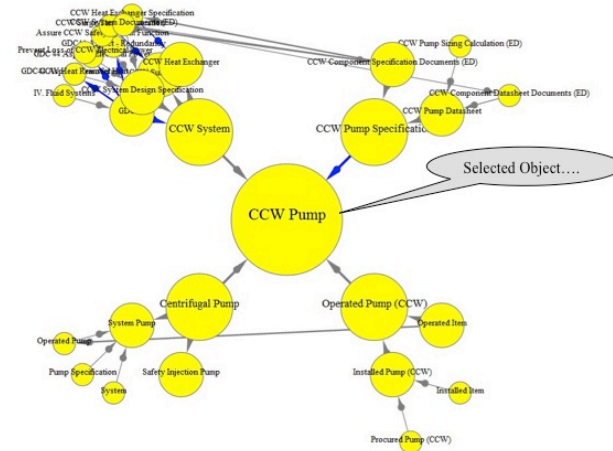 CCW Heat Exchanger Specification
CCW Heat Exchanger
CCW System Design Specification
IV. Fluid Systems
CCW System
CCW Pump Sizing Calculation (ED)
CCW Component Specification Documents (ED)
CCW Component Datasheet Documents (ED)
CCW Pump Datasheet
CCW Pump Specification
Selected Object....
CCW Pump
Centrifugal Pump
Operated Pump (CCW)
System Pump
Operated Item
Operated Pump
Pump Specification
Safety Injection Pump
Installed Pump (CCW)
System
Installed Item
Procured Pump (CCW)